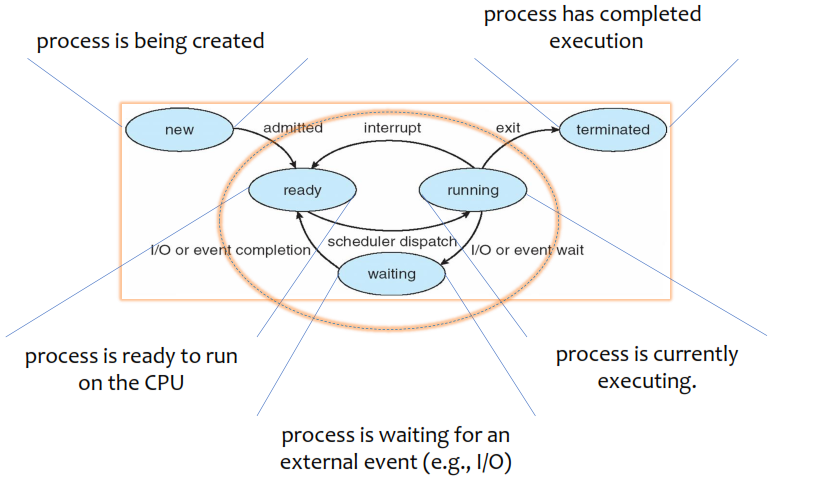 process is being created
process has completed
execution
new
admitted
interrupt
exit
terminated
ready
running
I/O or event completion
scheduler dispatch
I/O or event wait
waiting
process is ready to run
on the CPU
process is currently
executing.
process is waiting for an
external event (e.g., I/O)